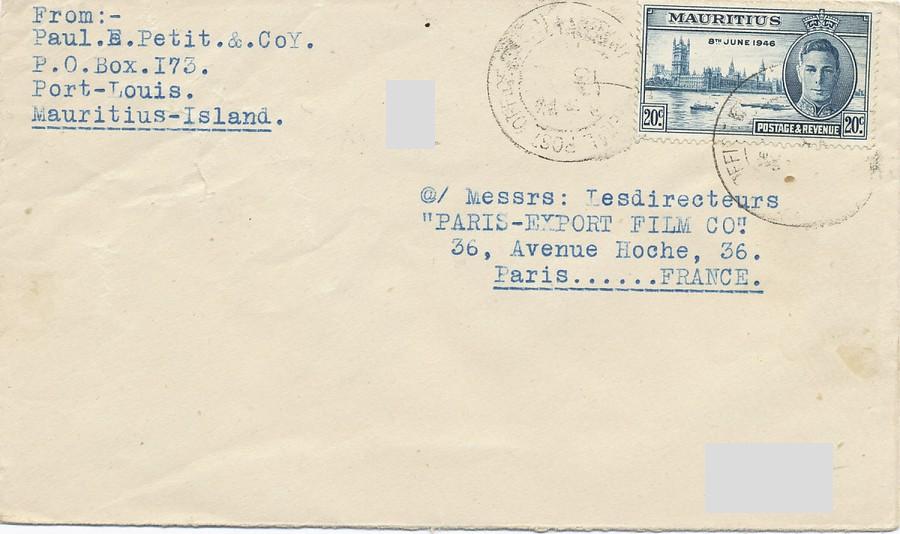 From:-
Paul.E.Petit.&.CoY.
P.O.Box.173.
Port-Louis.
Mauritius-Island.
MAURITIUS
8TH JUNE 1946
20c
POSTAGE & REVENUE
20c
@/ Messrs: Lesdirecteurs
"PARIS-EXPORT FILM CO"
36, Avenue Hoche, 36.
Paris......FRANCE.